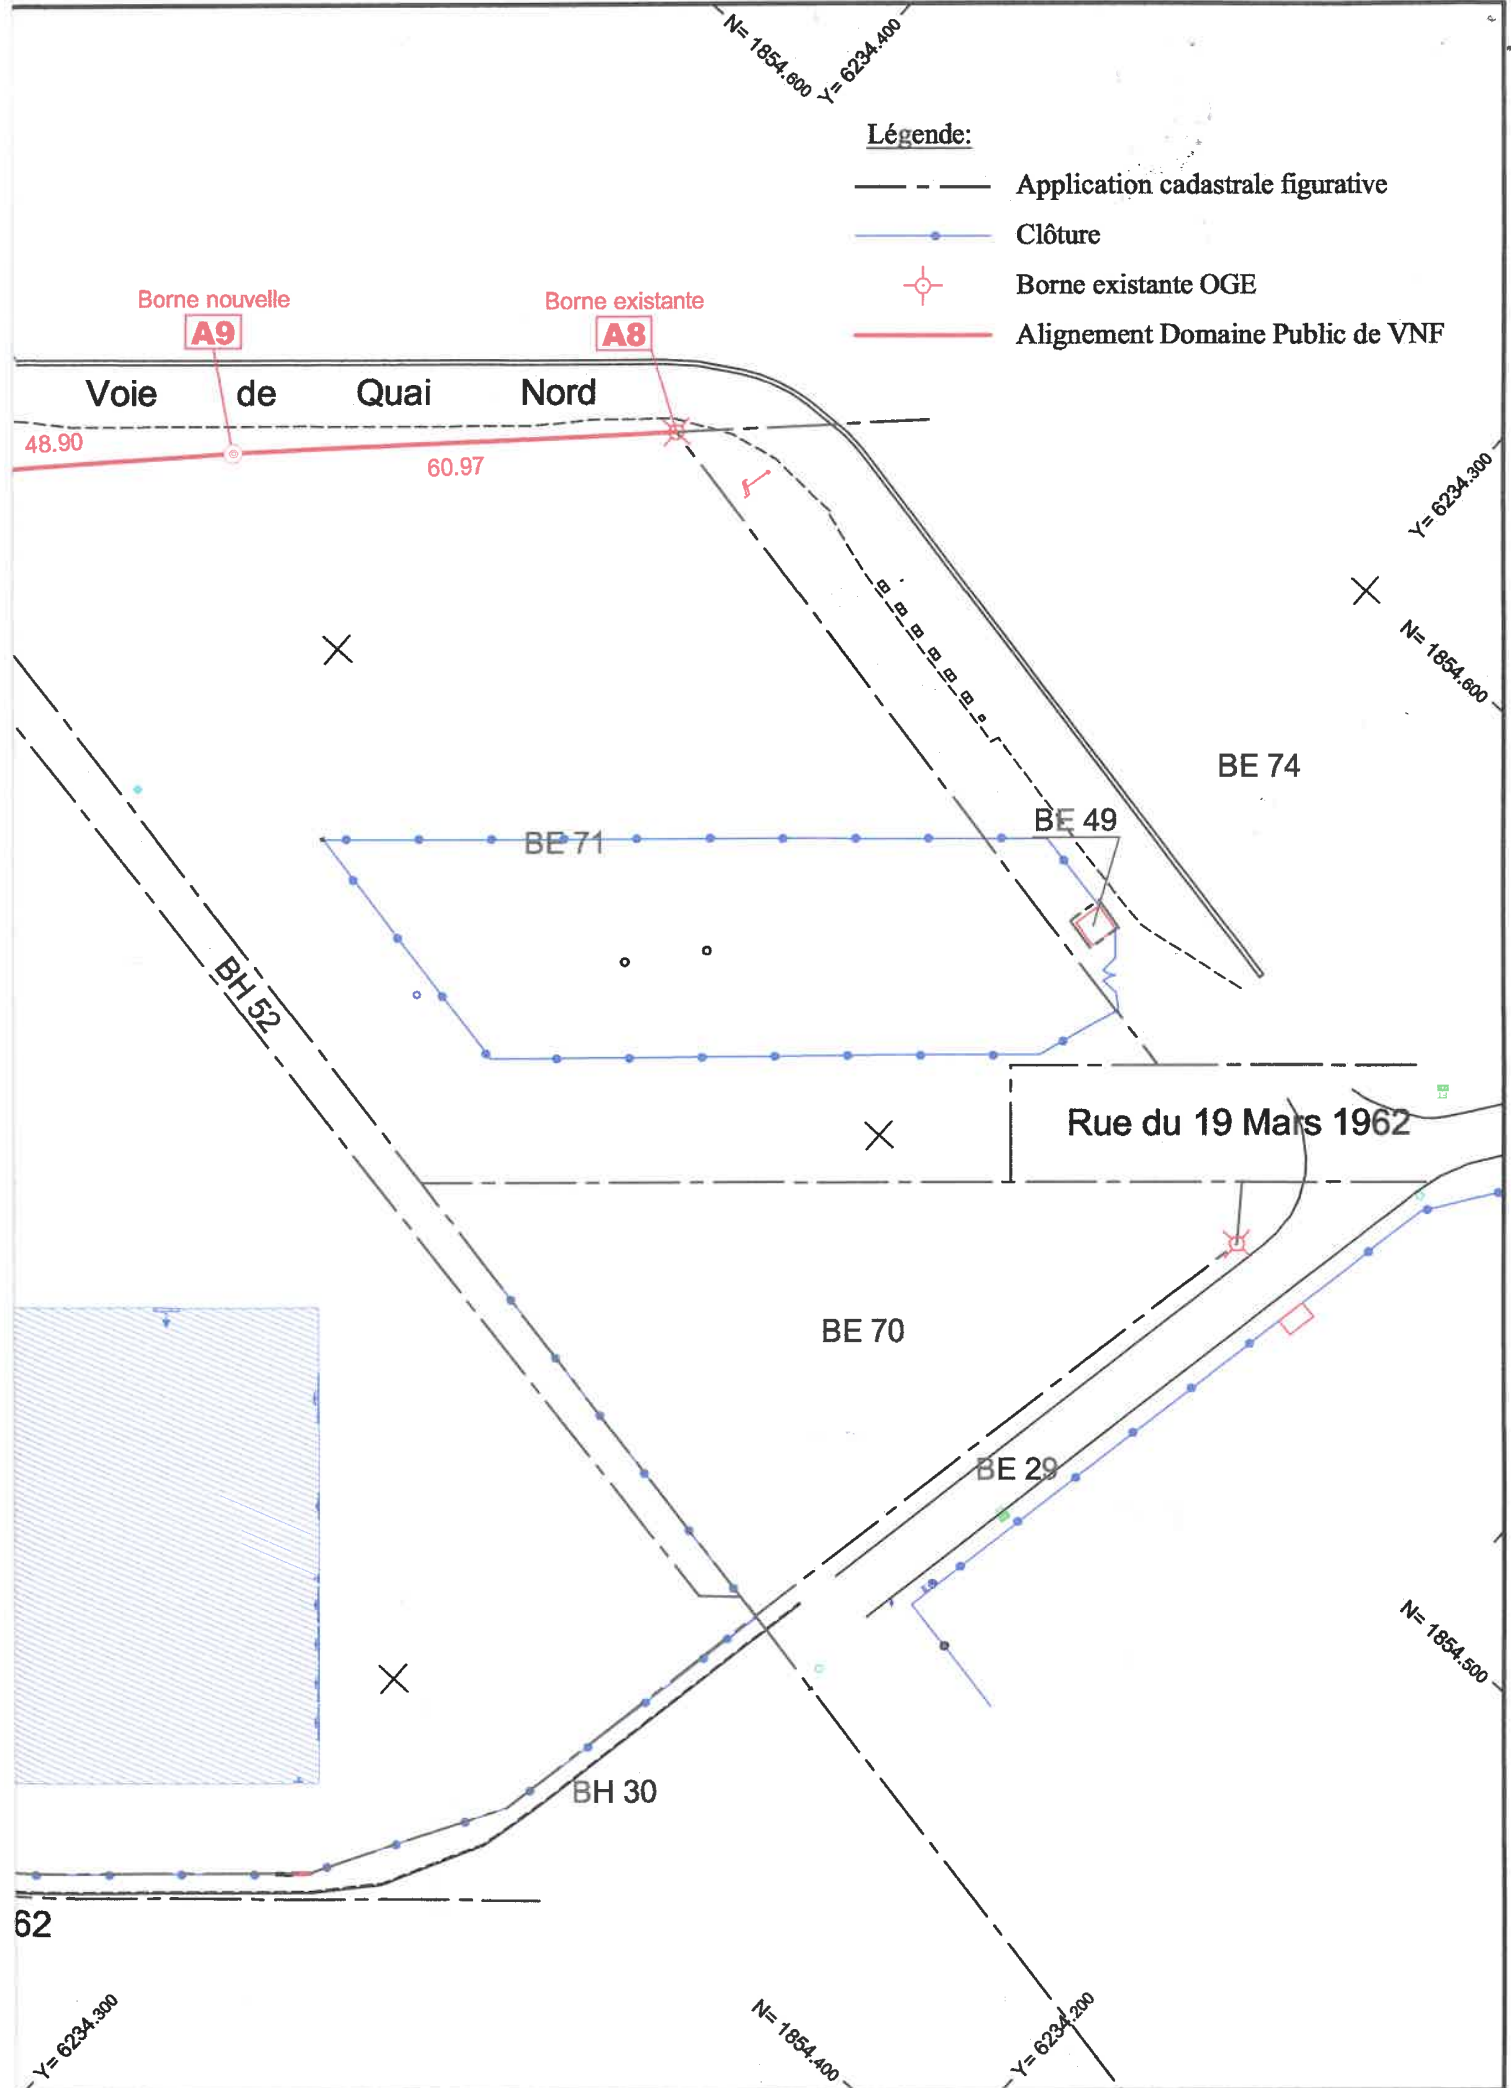 N= 1854.600
Y= 6234.400
Légende:
Application cadastrale figurative
Clôture
Borne existante OGE
Alignement Domaine Public de VNF
Borne nouvelle
A9
Borne existante
A8
Voie de Quai Nord
48.90
60.97
Y= 6234.300
N= 1854.600
BE 74
BE 49
BE 71
BH 52
Rue du 19 Mars 1962
BE 70
BE 29
N= 1854.500
BH 30
62
Y= 6234.300
N= 1854.400
Y= 6234.200